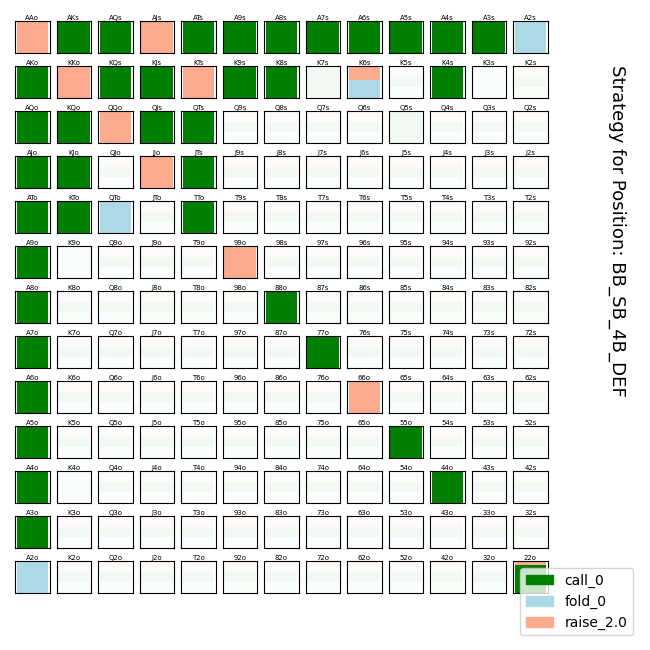 AAo AKs AQs AJs ATs A9s A8s A7s A6s A5s A4s A3s A2s
AKo KKo KQs KJs KTs K9s K8s K7s K6s K5s K4s K3s K2s
AQo KQo QQo QJs QTs Q9s Q8s Q7s Q6s Q5s Q4s Q3s Q2s
AJo KJo QJo JJo JTs J9s J8s J7s J6s J5s J4s J3s J2s
ATo KTo QTo JTo TTo T9s T8s T7s T6s T5s T4s T3s T2s
A9o K9o Q9o J9o T9o 99o 98s 97s 96s 95s 94s 93s 92s
A8o K8o Q8o J8o T8o 98o 88o 87s 86s 85s 84s 83s 82s
A7o K7o Q7o J7o T7o 97o 87o 77o 76s 75s 74s 73s 72s
A6o K6o Q6o J6o T6o 96o 86o 76o 66o 65s 64s 63s 62s
A5o K5o Q5o J5o T5o 95o 85o 75o 65o 55o 54s 53s 52s
A4o K4o Q4o J4o T4o 94o 84o 74o 64o 54o 44o 43s 42s
A3o K3o Q3o J3o T3o 93o 83o 73o 63o 53o 43o 33o 32s
A2o K2o Q2o J2o T2o 92o 82o 72o 62o 52o 42o 32o 22o
Strategy for Position: BB_SB_4B_DEF
call_0
fold_0
raise_2.0